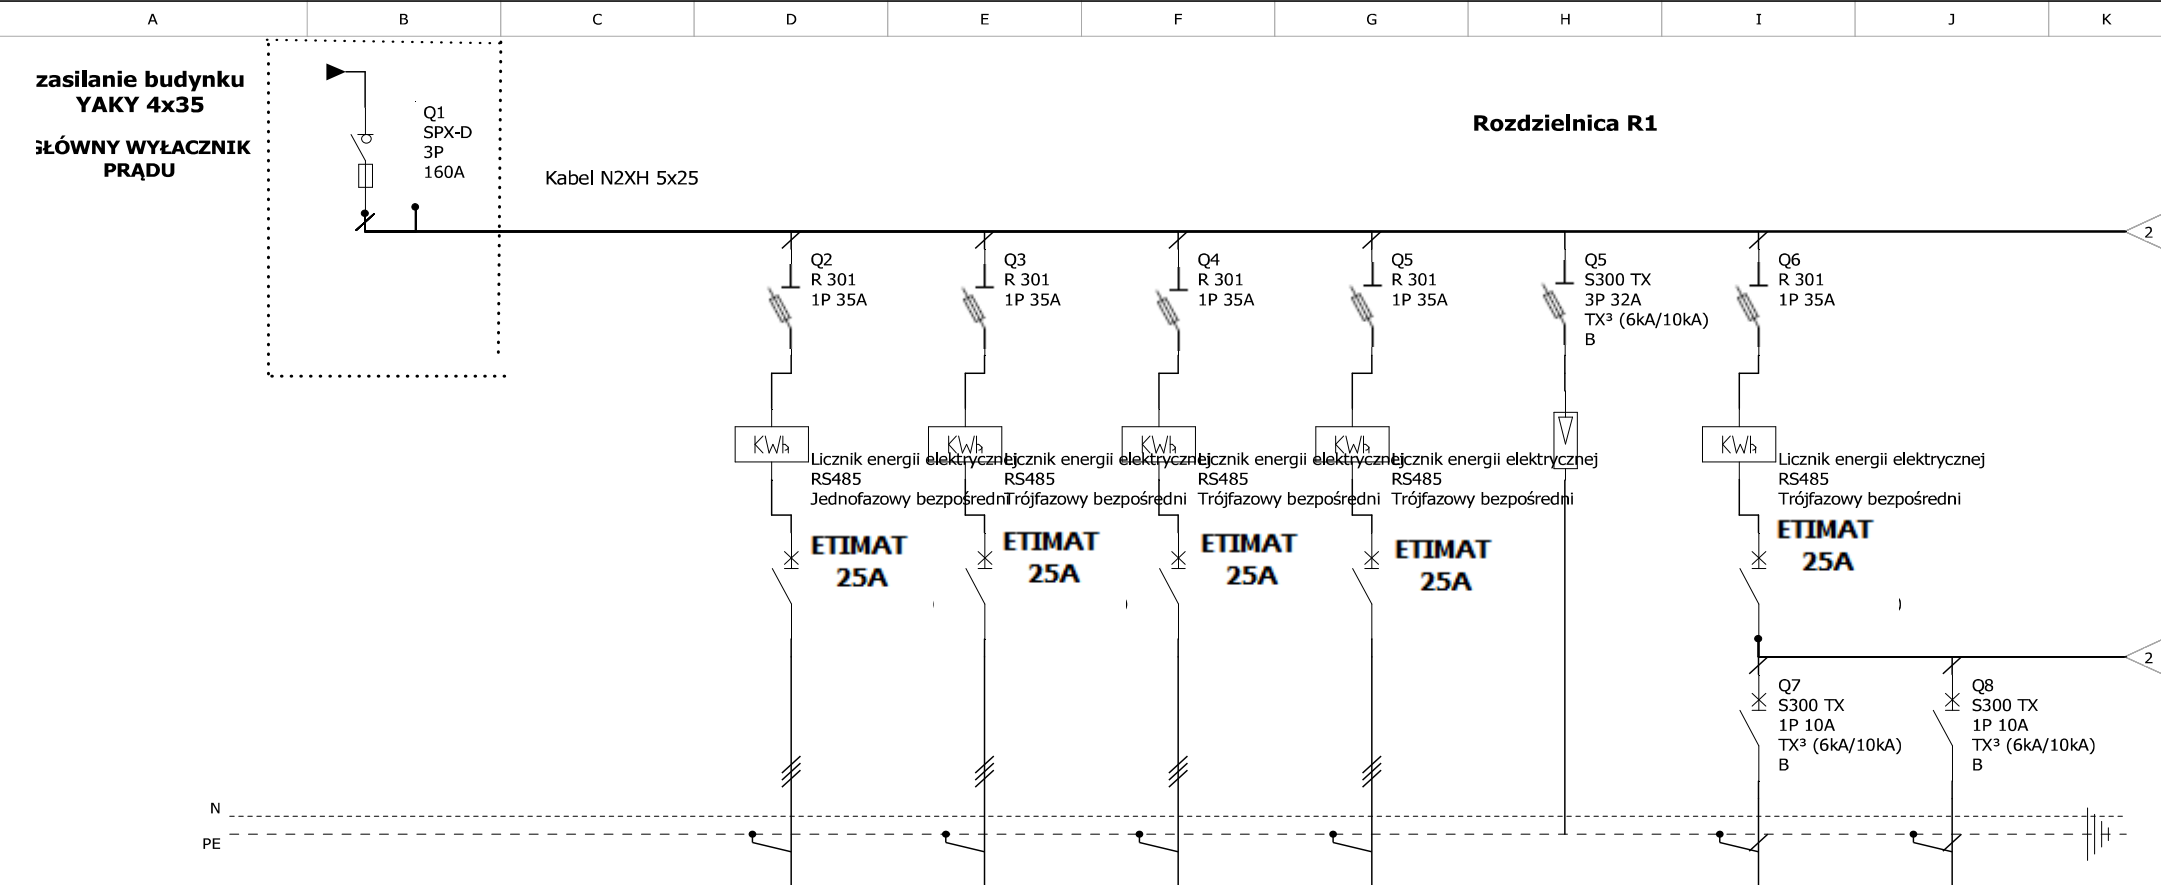 A B C D E F G H I J K
zasilanie budynku
YAKY 4x35
GŁÓWNY WYŁACZNIK
PRĄDU
Q1
SPX-D
3P
160A
Kabel N2XH 5x25
Rozdzielnica R1
2
Q2
R 301
1P 35A
Q3
R 301
1P 35A
Q4
R 301
1P 35A
Q5
R 301
1P 35A
Q5
S300 TX
3P 32A
TX³ (6kA/10kA)
B
Q6
R 301
1P 35A
KWh
Licznik energii elektrycznej
RS485
Jednofazowy bezpośredni
KWh
Licznik energii elektrycznej
RS485
Trójfazowy bezpośredni
KWh
Licznik energii elektrycznej
RS485
Trójfazowy bezpośredni
KWh
Licznik energii elektrycznej
RS485
Trójfazowy bezpośredni
KWh
Licznik energii elektrycznej
RS485
Trójfazowy bezpośredni
ETIMAT
25A
ETIMAT
25A
ETIMAT
25A
ETIMAT
25A
ETIMAT
25A
2
Q7
S300 TX
1P 10A
TX³ (6kA/10kA)
B
Q8
S300 TX
1P 10A
TX³ (6kA/10kA)
B
N
PE